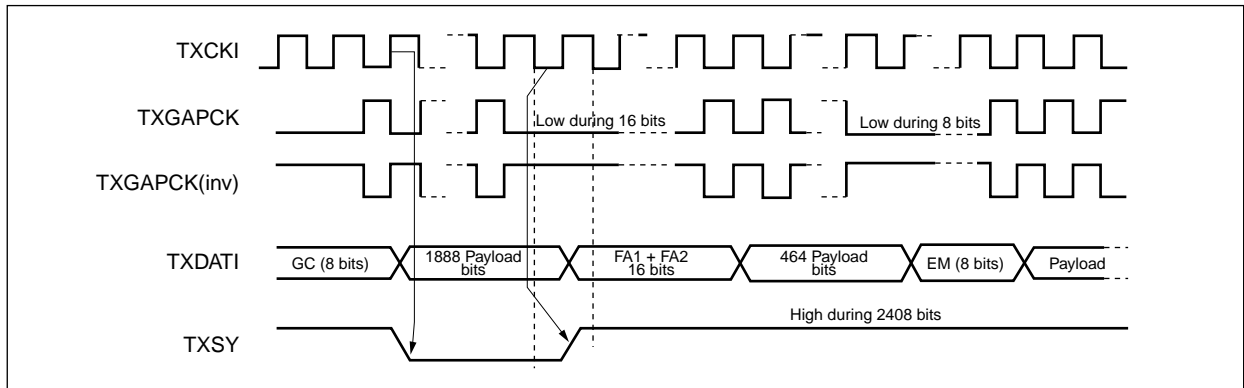 TXCKI
TXGAPCK
Low during 16 bits
Low during 8 bits
TXGAPCK(inv)
TXDATI
GC (8 bits)
1888 Payload
bits
FA1 + FA2
16 bits
464 Payload
bits
EM (8 bits)
Payload
High during 2408 bits
TXSY